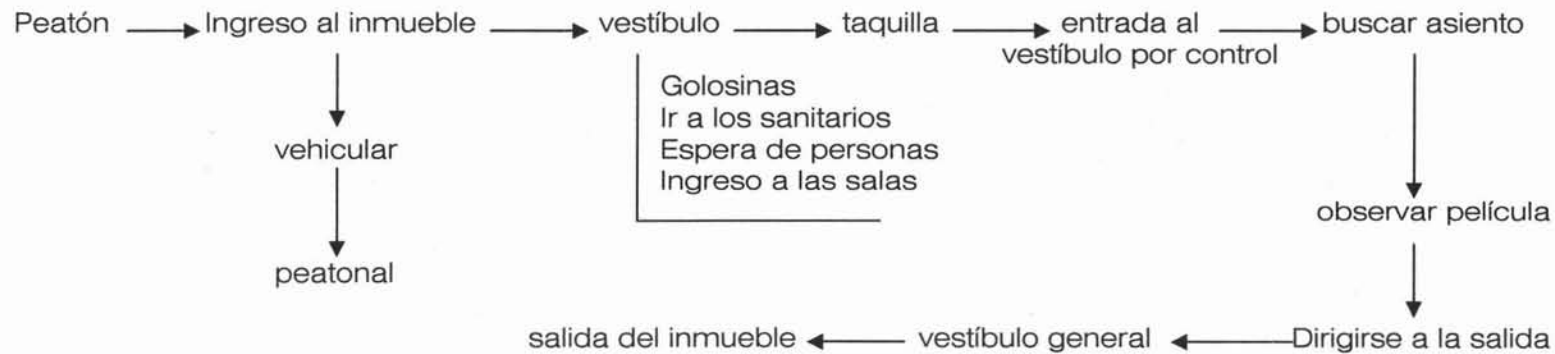 Peatón Ingreso al inmueble vestíbulo taquilla entrada al buscar asiento
vestíbulo por control
Golosinas
Ir a los sanitarios
vehicular Espera de personas
Ingreso a las salas
observar película
peatonal
salida del inmueble vestíbulo general Dirigirse a la salida